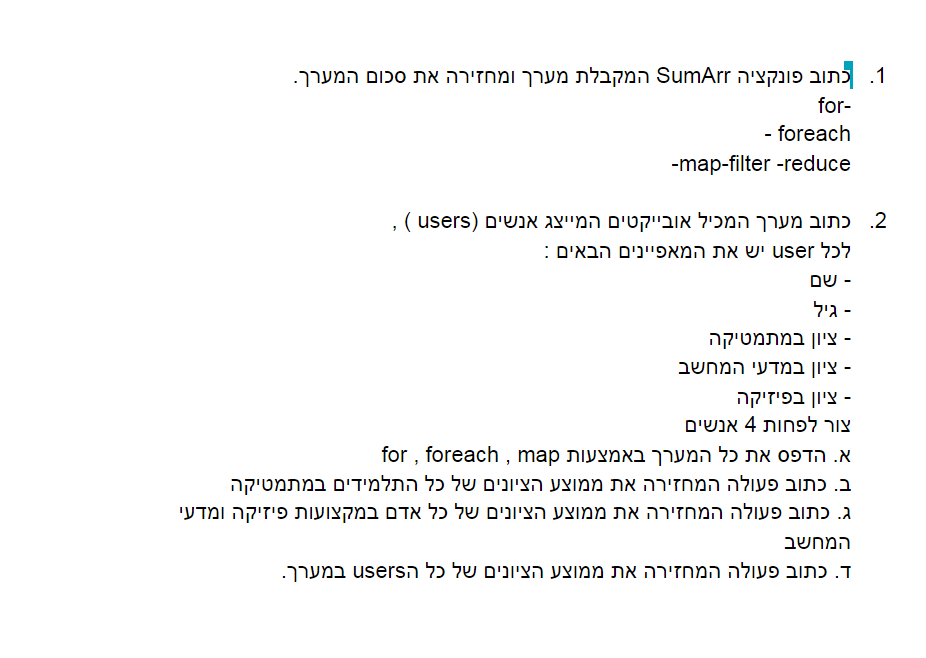 1. כתוב פונקציה SumArr המקבלת מערך ומחזירה את סכום המערך.
for-
- foreach
-map-filter -reduce
2. כתוב מערך המכיל אובייקטים המייצג אנשים (users ) ,
לכל user יש את המאפיינים הבאים :
- שם
- גיל
- ציון במתמטיקה
- ציון במדעי המחשב
- ציון בפיזיקה
צור לפחות 4 אנשים
א. הדפס את כל המערך באמצעות for , foreach , map
ב. כתוב פעולה המחזירה את ממוצע הציונים של כל התלמידים במתמטיקה
ג. כתוב פעולה המחזירה את ממוצע הציונים של כל אדם במקצועות פיזיקה ומדעי
המחשב
ד. כתוב פעולה המחזירה את ממוצע הציונים של כל הusers במערך.